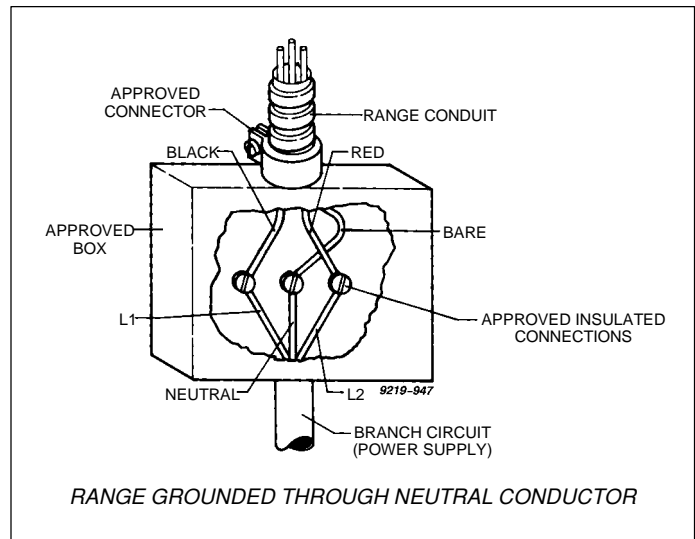 APPROVED
CONNECTOR
RANGE CONDUIT
BLACK
RED
APPROVED
BOX
BARE
L1
APPROVED INSULATED
CONNECTIONS
NEUTRAL
L2
9219-947
BRANCH CIRCUIT
(POWER SUPPLY)
RANGE GROUNDED THROUGH NEUTRAL CONDUCTOR